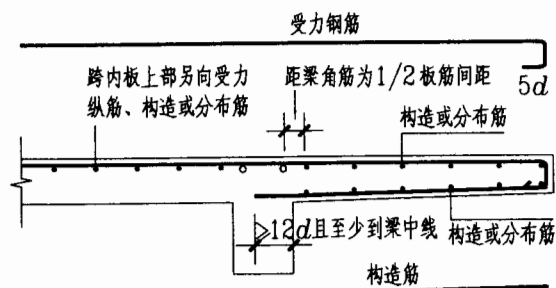 受力钢筋
5d
跨内板上部另向受力
纵筋、构造或分布筋
距梁角筋为1/2板筋间距
构造或分布筋
≥12d且至少到梁中线
构造或分布筋
构造筋